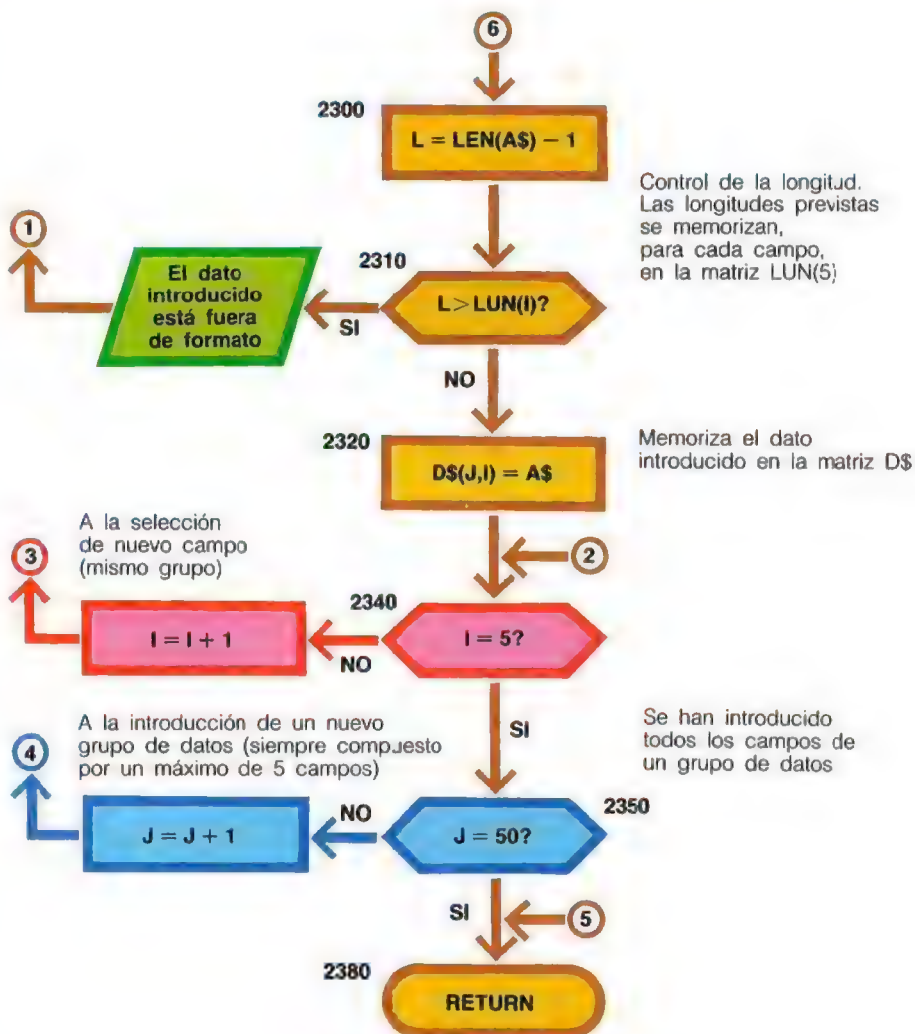 6
2300
L = LEN(A$) − 1
Control de la longitud.
Las longitudes previstas
se memorizan,
para cada campo,
en la matriz LUN(5)
1
2310
El dato
introducido
está fuera
de formato
SI
L > LUN(I)?
NO
2320
D$(J,I) = A$
Memoriza el dato
introducido en la matriz D$
2
A la selección
de nuevo campo
(mismo grupo)
3
2340
I = I + 1
NO
I = 5?
SI
Se han introducido
todos los campos de
un grupo de datos
A la introducción de un nuevo
grupo de datos (siempre compuesto
por un máximo de 5 campos)
4
2350
J = J + 1
NO
J = 50?
SI
5
2380
RETURN